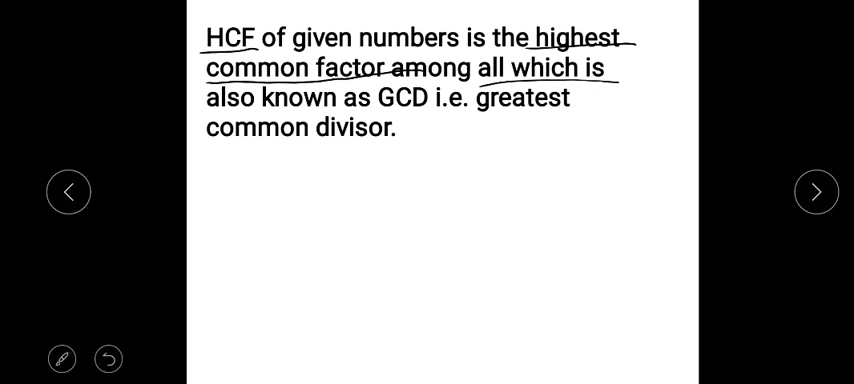 HCF of given numbers is the highest
common factor among all which is
also known as GCD i.e. greatest
common divisor.